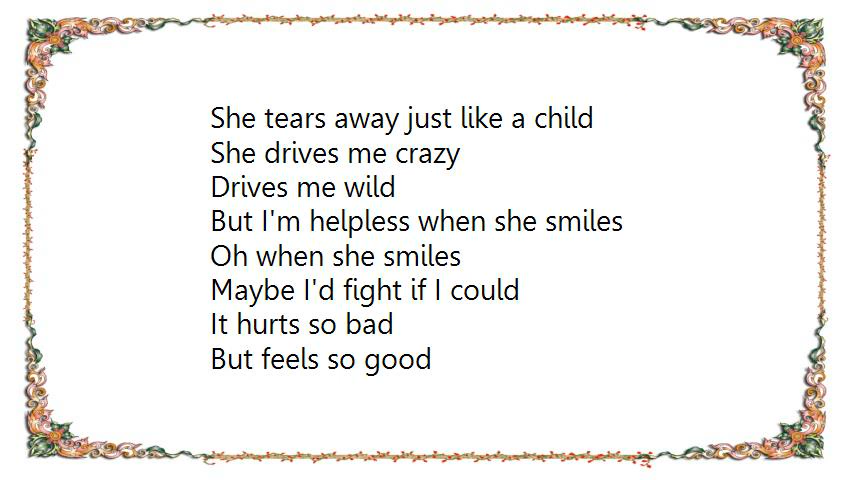 She tears away just like a child
She drives me crazy
Drives me wild
But I'm helpless when she smiles
Oh when she smiles
Maybe I'd fight if I could
It hurts so bad
But feels so good